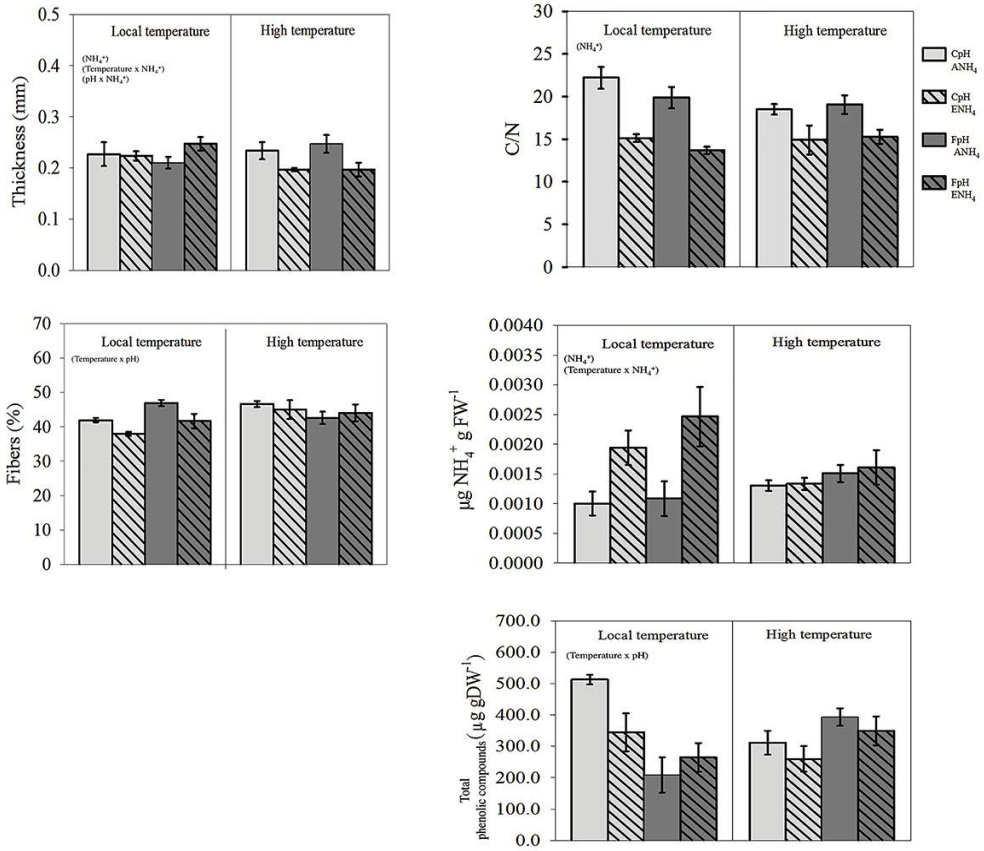 0.5
0.4
0.3
0.2
0.1
0.0
Thickness (mm)
Local temperature
High temperature
(NH₄⁺)
(Temperature x NH₄⁺)
(pH x NH₄⁺)
30
25
20
15
10
5
0
C/N
Local temperature
High temperature
(NH₄⁺)
CpH
ANH₄
CpH
ENH₄
FpH
ANH₄
FpH
ENH₄
70
60
50
40
30
20
10
0
Fibers (%)
Local temperature
High temperature
(Temperature x pH)
0.0040
0.0035
0.0030
0.0025
0.0020
0.0015
0.0010
0.0005
0.0000
µg NH₄⁺ g FW⁻¹
Local temperature
High temperature
(NH₄⁺)
(Temperature x NH₄⁺)
700.0
600.0
500.0
400.0
300.0
200.0
100.0
0.0
Total
phenolic compounds (µg gDW⁻¹)
Local temperature
High temperature
(Temperature x pH)